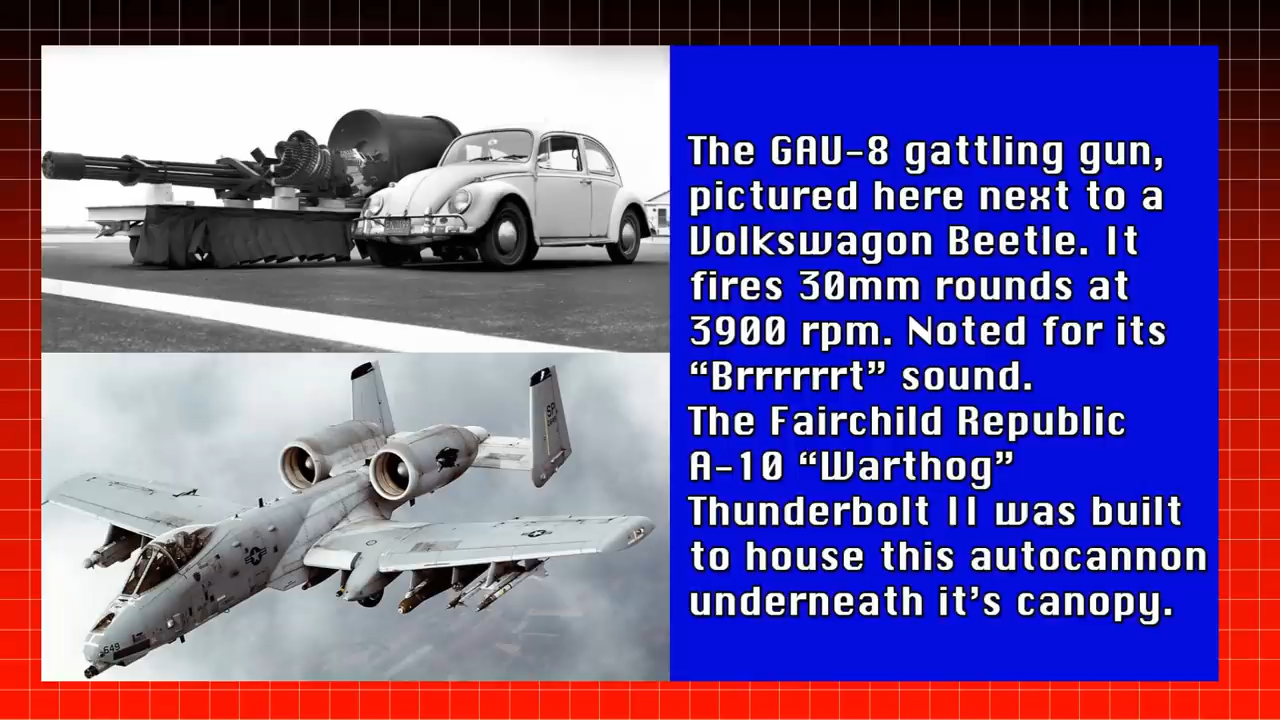 The GAU-8 gattling gun,
pictured here next to a
Volkswagon Beetle. It
fires 30mm rounds at
3900 rpm. Noted for its
“Brrrrrrt” sound.
The Fairchild Republic
A-10 “Warthog”
Thunderbolt II was built
to house this autocannon
underneath it’s canopy.
SP
649